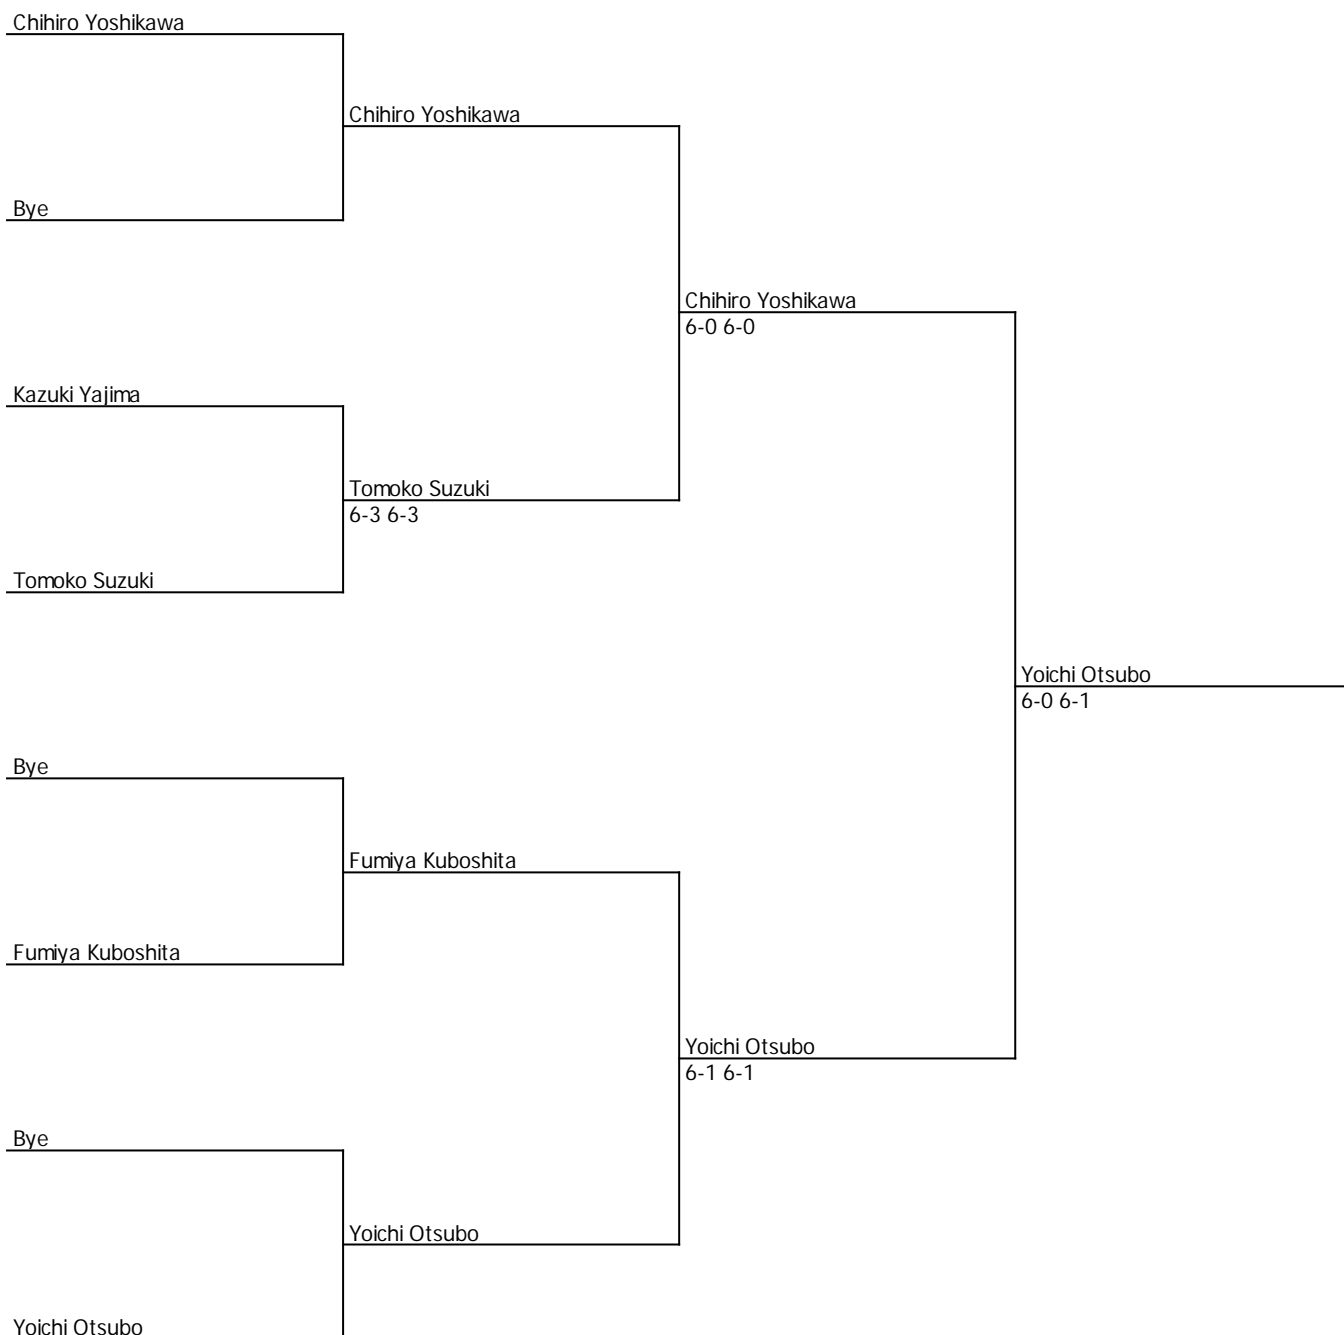 Chihiro Yoshikawa
Chihiro Yoshikawa
Bye
Chihiro Yoshikawa
6-0 6-0
Kazuki Yajima
Tomoko Suzuki
6-3 6-3
Tomoko Suzuki
Yoichi Otsubo
6-0 6-1
Bye
Fumiya Kuboshita
Fumiya Kuboshita
Yoichi Otsubo
6-1 6-1
Bye
Yoichi Otsubo
Yoichi Otsubo